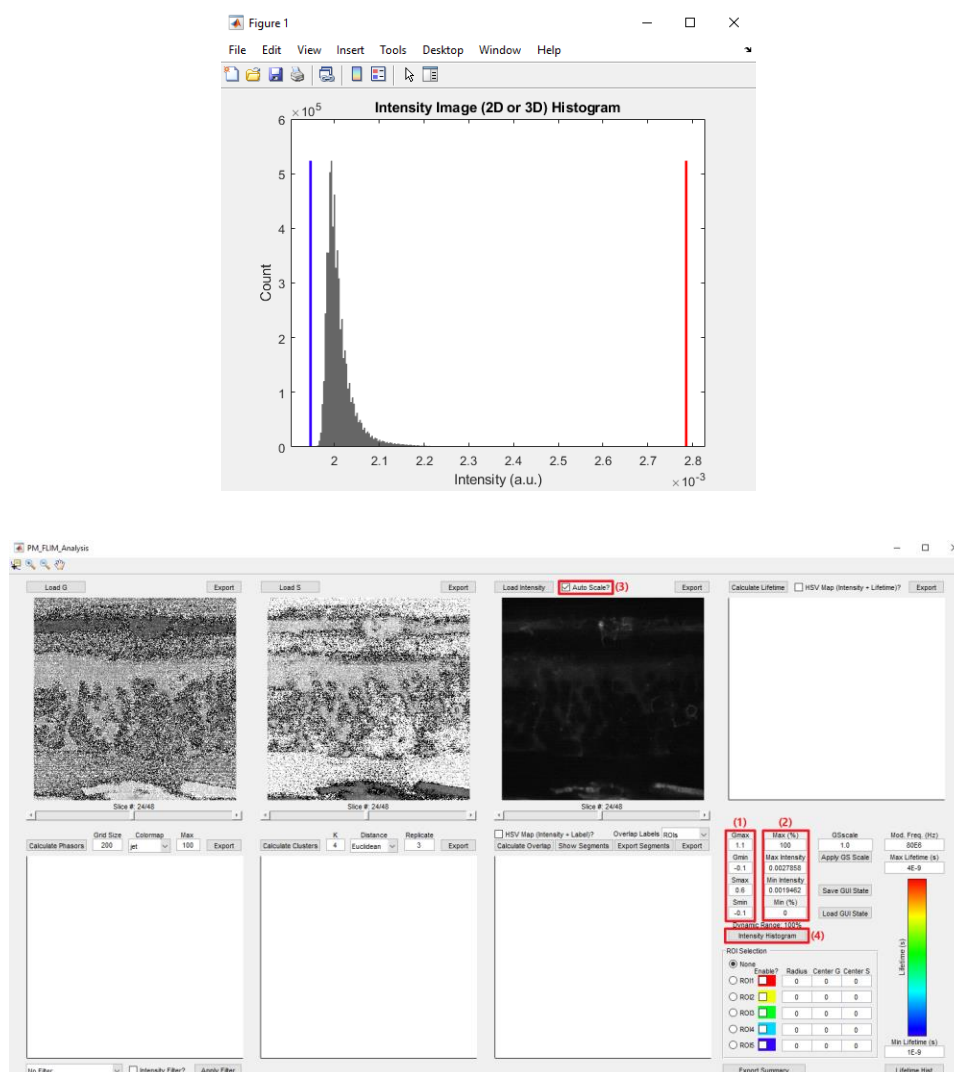 Figure 1
File Edit View Insert Tools Desktop Window Help
Intensity Image (2D or 3D) Histogram
×10^5
6
5
4
3
2
1
0
Count
2 2.1 2.2 2.3 2.4 2.5 2.6 2.7 2.8
Intensity (a.u.)
×10^-3
PM_FLIM_Analysis
Load G Export Load S Export Load Intensity Auto Scale? (3) Export Calculate Lifetime HSV Map (Intensity + Lifetime)? Export
Slice #: 24/48 Slice #: 24/48 Slice #: 24/48
Grid Size Colormap Max K Distance Replicate HSV Map (Intensity + Label)? Overlap Labels ROIs
Calculate Phasors 200 jet 100 Export Calculate Clusters 4 Euclidean 3 Export Calculate Overlap Show Segments Export Segments Export
(1) (2)
Gmax Max (%) GSscale Mod. Freq. (Hz)
1.1 100 1.0 80E6
Gmin Max Intensity Apply GS Scale Max Lifetime (s)
-0.1 0.0027858 4E-9
Smax Min Intensity
0.6 0.0019462 Save GUI State
Smin Min (%)
-0.1 0 Load GUI State
Dynamic Range: 100%
Intensity Histogram (4)
ROI Selection
None
Enable? Radius Center G Center S
ROI1 0 0 0
ROI2 0 0 0
ROI3 0 0 0
ROI4 0 0 0
ROI5 0 0 0
Lifetime (s)
Min Lifetime (s)
1E-9
No Filter Intensity Filter? Apply Filter Export Summary Lifetime Hist